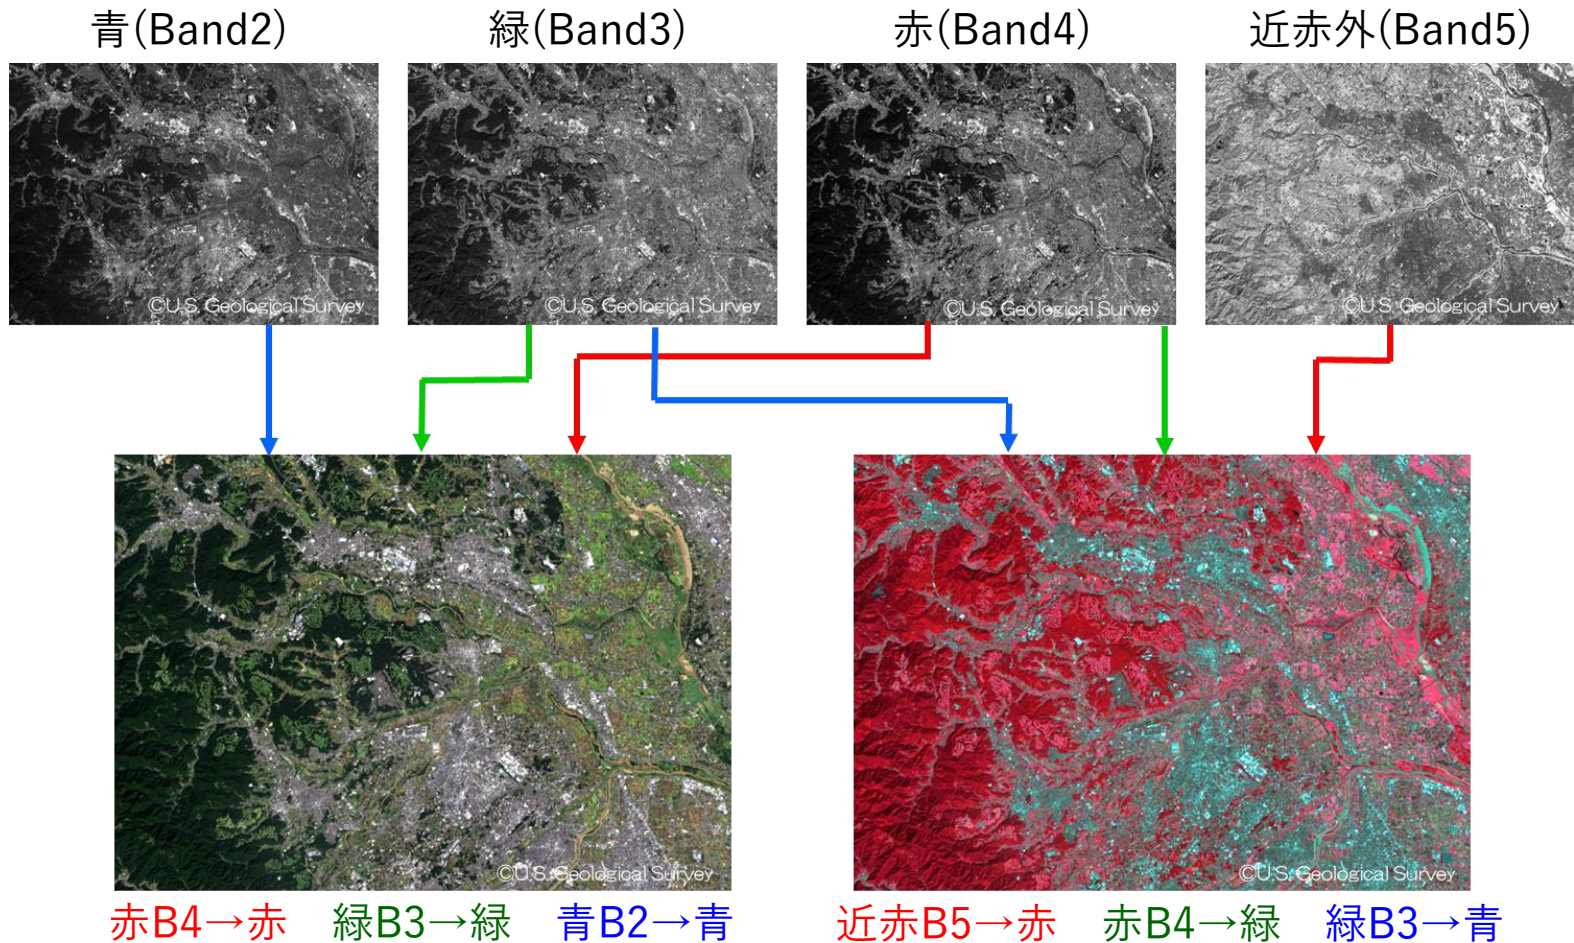 青(Band2)
緑(Band3)
赤(Band4)
近赤外(Band5)
©U.S. Geological Survey
©U.S. Geological Survey
©U.S. Geological Survey
©U.S. Geological Survey
©U.S. Geological Survey
©U.S. Geological Survey
赤B4→赤 緑B3→緑 青B2→青
近赤B5→赤 赤B4→緑 緑B3→青